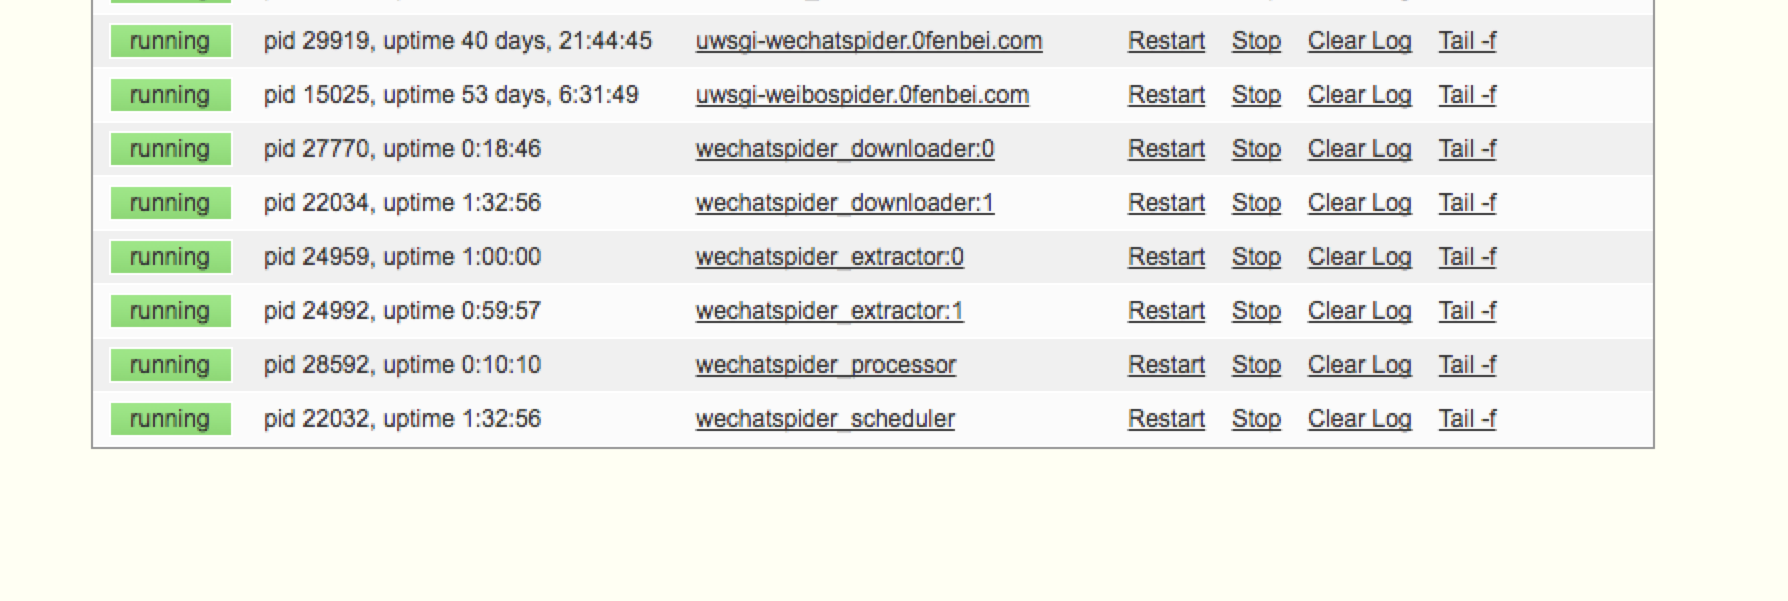 running pid 29919, uptime 40 days, 21:44:45 uwsgi-wechatspider.0fenbei.com Restart Stop Clear Log Tail -f
running pid 15025, uptime 53 days, 6:31:49 uwsgi-weibospider.0fenbei.com Restart Stop Clear Log Tail -f
running pid 27770, uptime 0:18:46 wechatspider_downloader:0 Restart Stop Clear Log Tail -f
running pid 22034, uptime 1:32:56 wechatspider_downloader:1 Restart Stop Clear Log Tail -f
running pid 24959, uptime 1:00:00 wechatspider_extractor:0 Restart Stop Clear Log Tail -f
running pid 24992, uptime 0:59:57 wechatspider_extractor:1 Restart Stop Clear Log Tail -f
running pid 28592, uptime 0:10:10 wechatspider_processor Restart Stop Clear Log Tail -f
running pid 22032, uptime 1:32:56 wechatspider_scheduler Restart Stop Clear Log Tail -f